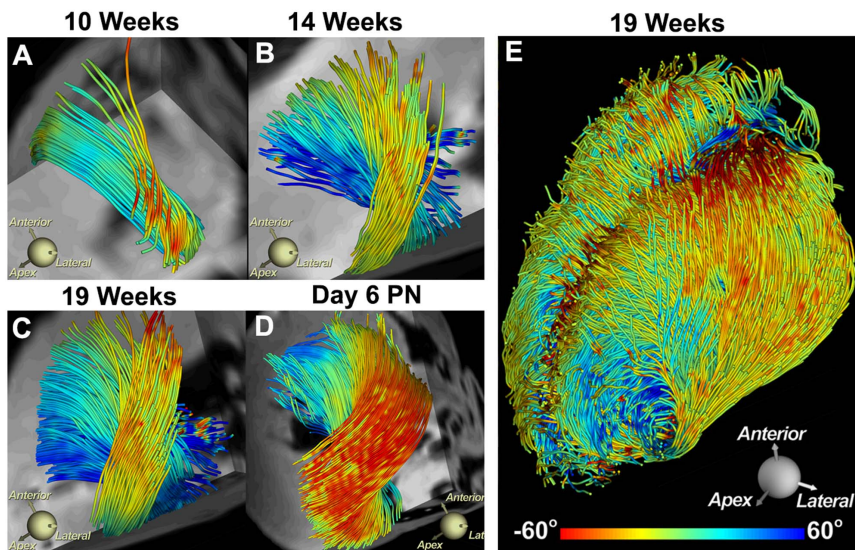 10 Weeks
14 Weeks
19 Weeks
A
B
E
Anterior
Lateral
Apex
Anterior
Lateral
Apex
19 Weeks
Day 6 PN
C
D
Anterior
Lateral
Apex
Anterior
Lat
Apex
Anterior
Apex
Lateral
-60°
60°